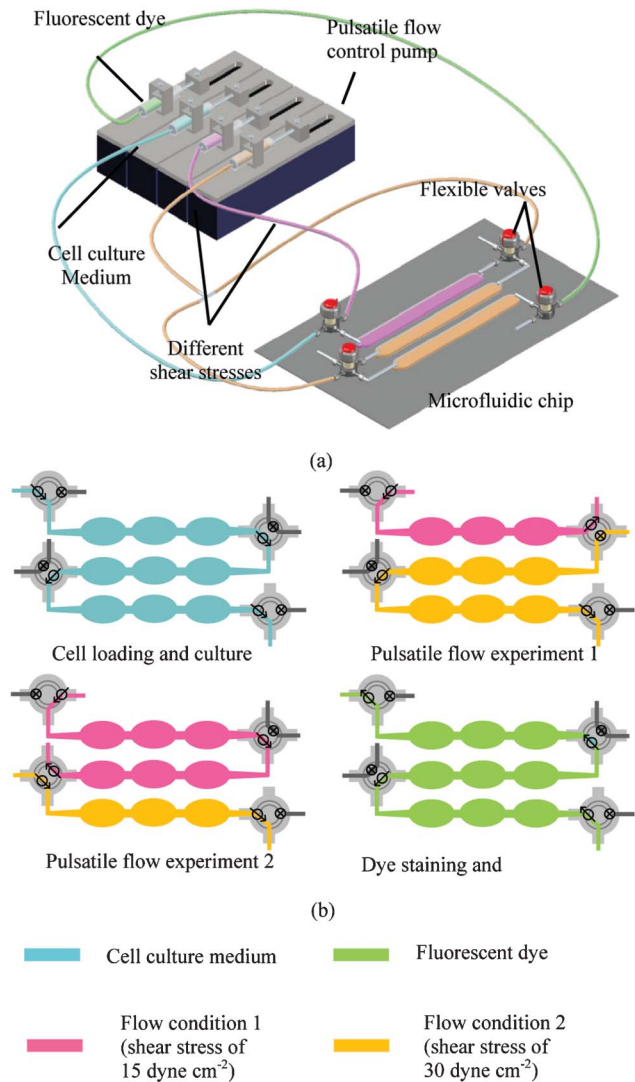 Fluorescent dye
Pulsatile flow
control pump
Flexible valves
Cell culture
Medium
Different
shear stresses
Microfluidic chip
(a)
Cell loading and culture
Pulsatile flow experiment 1
Pulsatile flow experiment 2
Dye staining and
(b)
Cell culture medium
Fluorescent dye
Flow condition 1
(shear stress of
15 dyne cm⁻²)
Flow condition 2
(shear stress of
30 dyne cm⁻²)